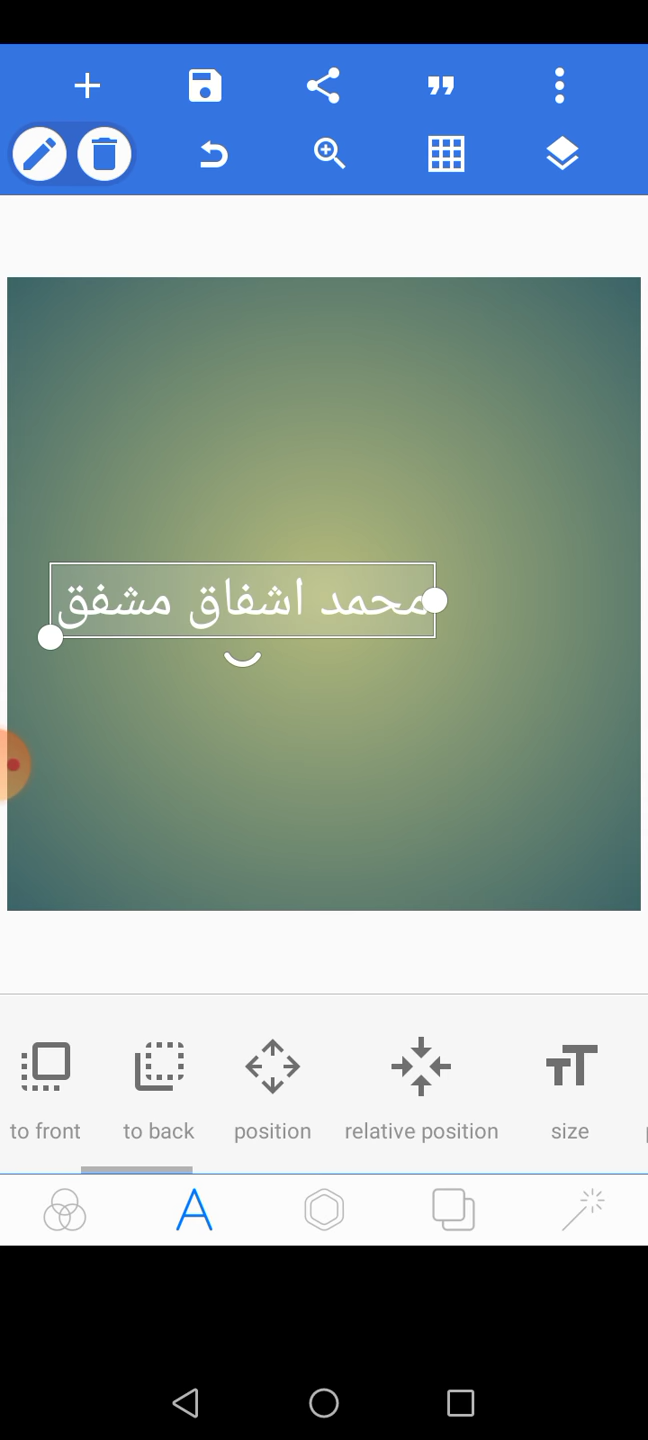 محمد اشفاق مشفق
to front
to back
position
relative position
size